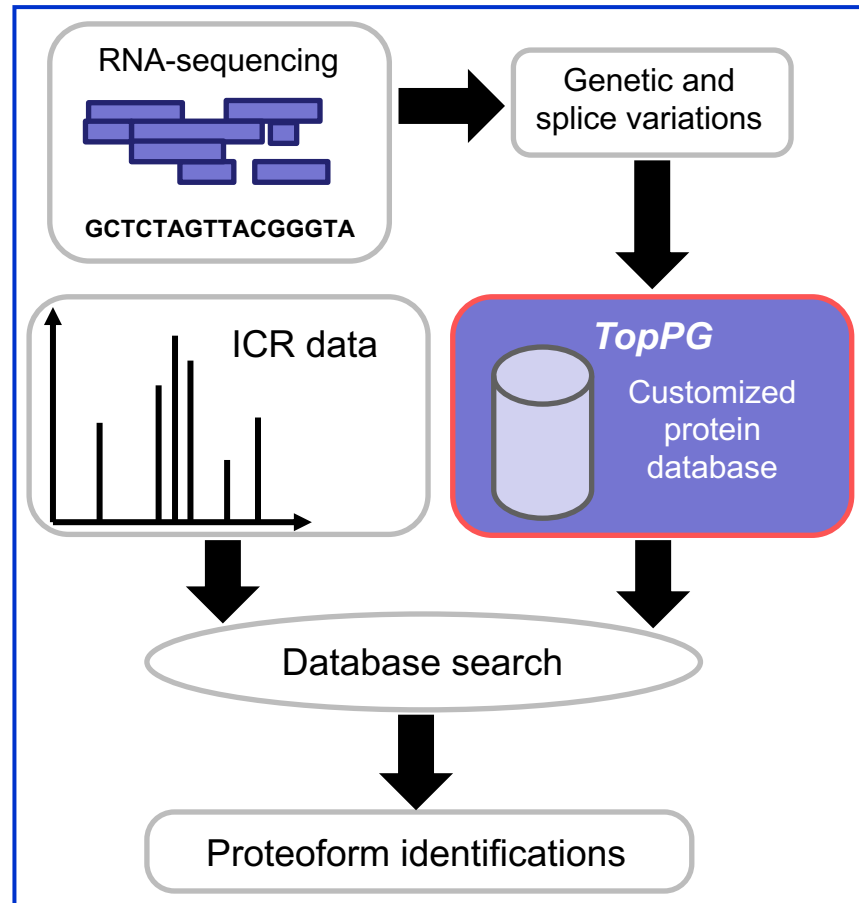 RNA-sequencing
GCTCTAGTTACGGGTA
Genetic and
splice variations
ICR data
TopPG
Customized
protein
database
Database search
Proteoform identifications